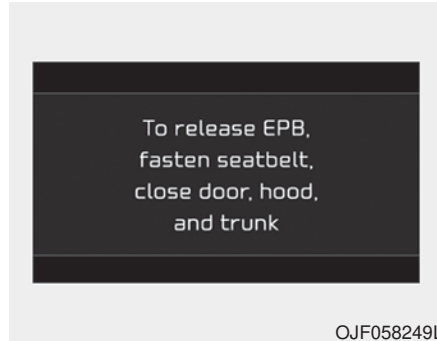 To release EPB,
fasten seatbelt,
close door, hood,
and trunk
OJF058249L